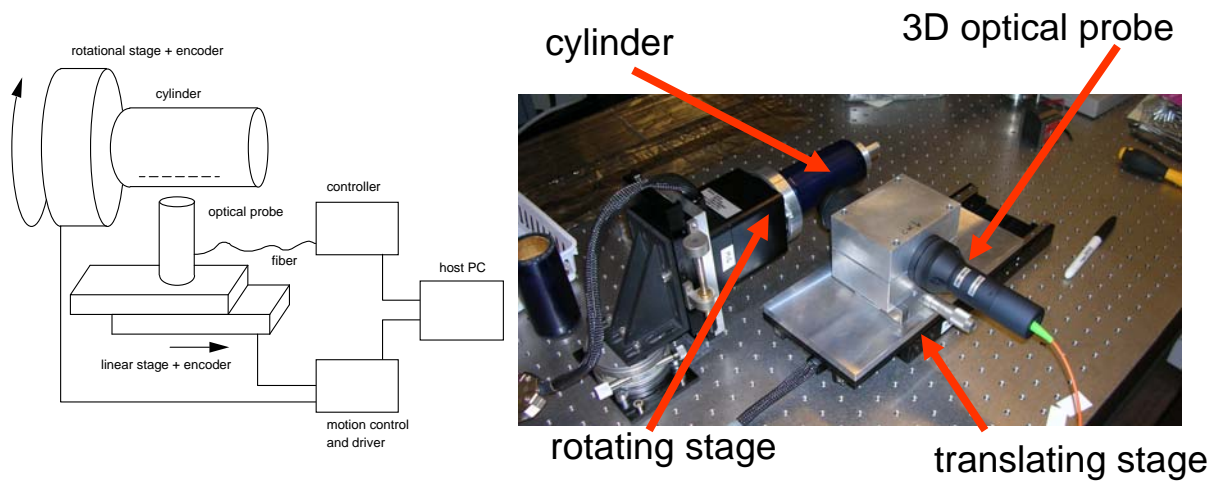 rotational stage + encoder
cylinder
optical probe
fiber
controller
host PC
linear stage + encoder
motion control
and driver
cylinder
3D optical probe
rotating stage
translating stage